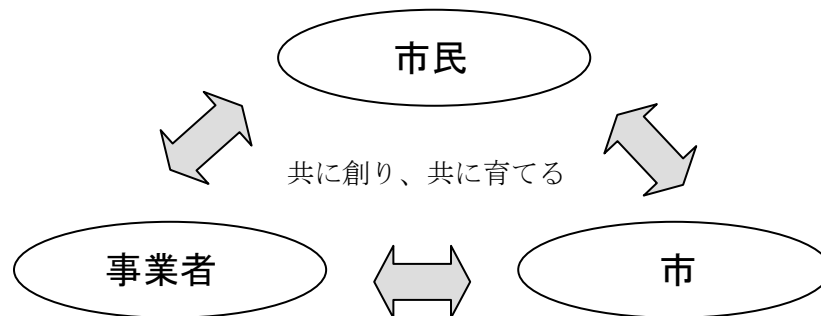 市民
共に創り、共に育てる
事業者
市